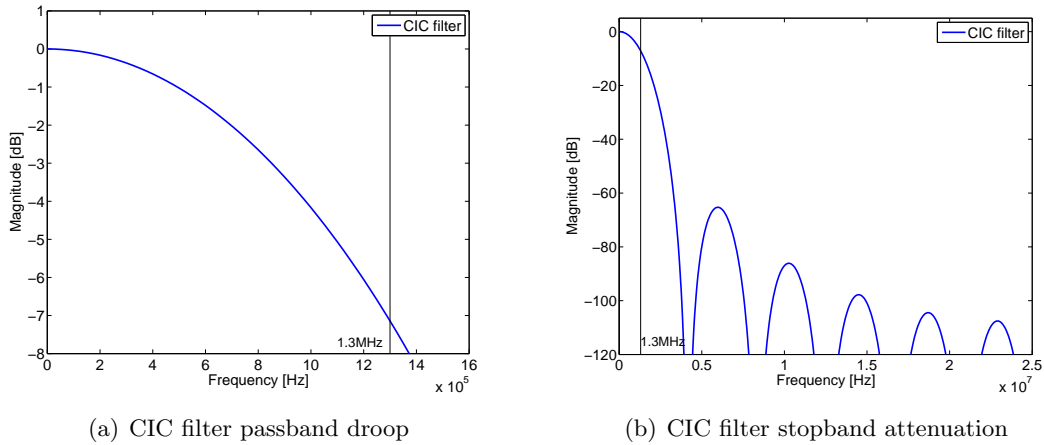 1
0
−1
−2
−3
−4
−5
−6
−7
−8
Magnitude [dB]
CIC filter
1.3MHz
0 2 4 6 8 10 12 14 16
Frequency [Hz]
x 10^5
(a) CIC filter passband droop
0
−20
−40
−60
−80
−100
−120
Magnitude [dB]
CIC filter
1.3MHz
0 0.5 1 1.5 2 2.5
Frequency [Hz]
x 10^7
(b) CIC filter stopband attenuation